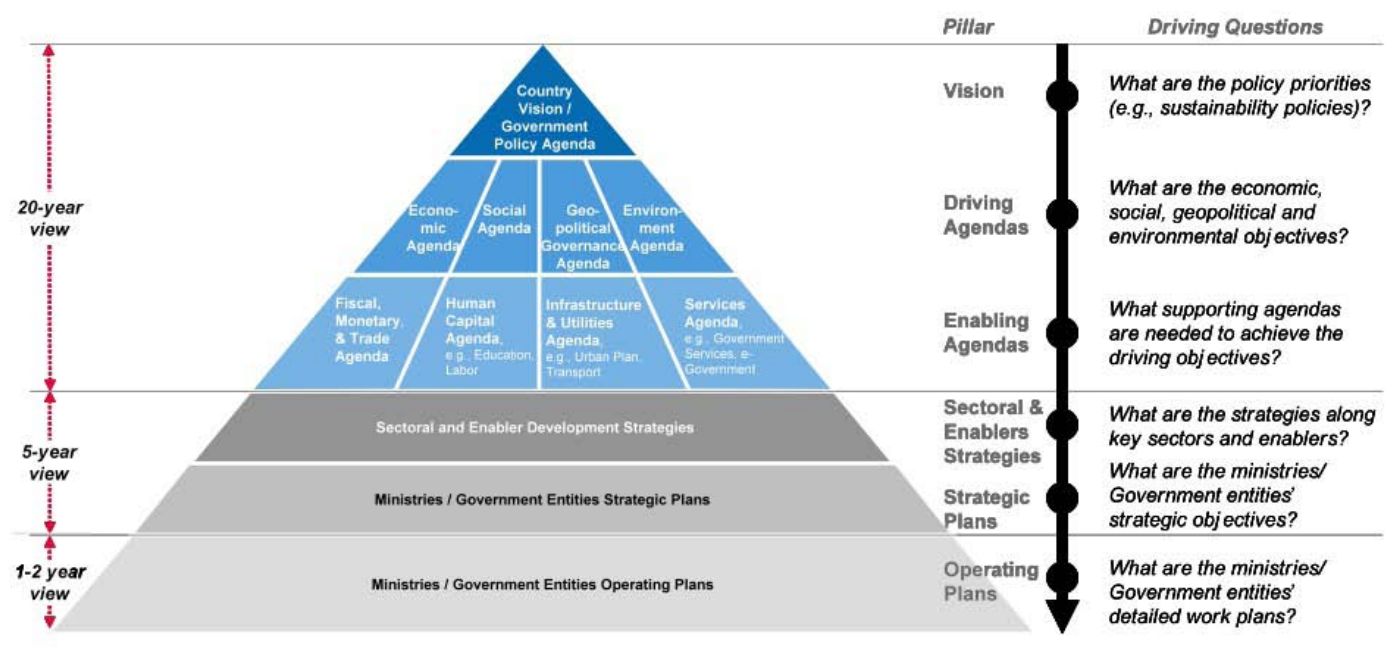 Pillar
Driving Questions
20-year
view
5-year
view
1-2 year
view
Country
Vision /
Government
Policy Agenda
Econo-
mic
Agenda
Social
Agenda
Geo-
political
Governance
Agenda
Environ-
ment
Agenda
Fiscal,
Monetary,
& Trade
Agenda
Human
Capital
Agenda,
e.g., Education,
Labor
Infrastructure
& Utilities
Agenda,
e.g., Urban Plan,
Transport
Services
Agenda,
e.g., Government
Services, e-
Government
Sectoral and Enabler Development Strategies
Ministries / Government Entities Strategic Plans
Ministries / Government Entities Operating Plans
Vision
What are the policy priorities
(e.g., sustainability policies)?
Driving
Agendas
What are the economic,
social, geopolitical and
environmental objectives?
Enabling
Agendas
What supporting agendas
are needed to achieve the
driving objectives?
Sectoral &
Enablers
Strategies
What are the strategies along
key sectors and enablers?
Strategic
Plans
What are the ministries/
Government entities'
strategic objectives?
Operating
Plans
What are the ministries/
Government entities'
detailed work plans?